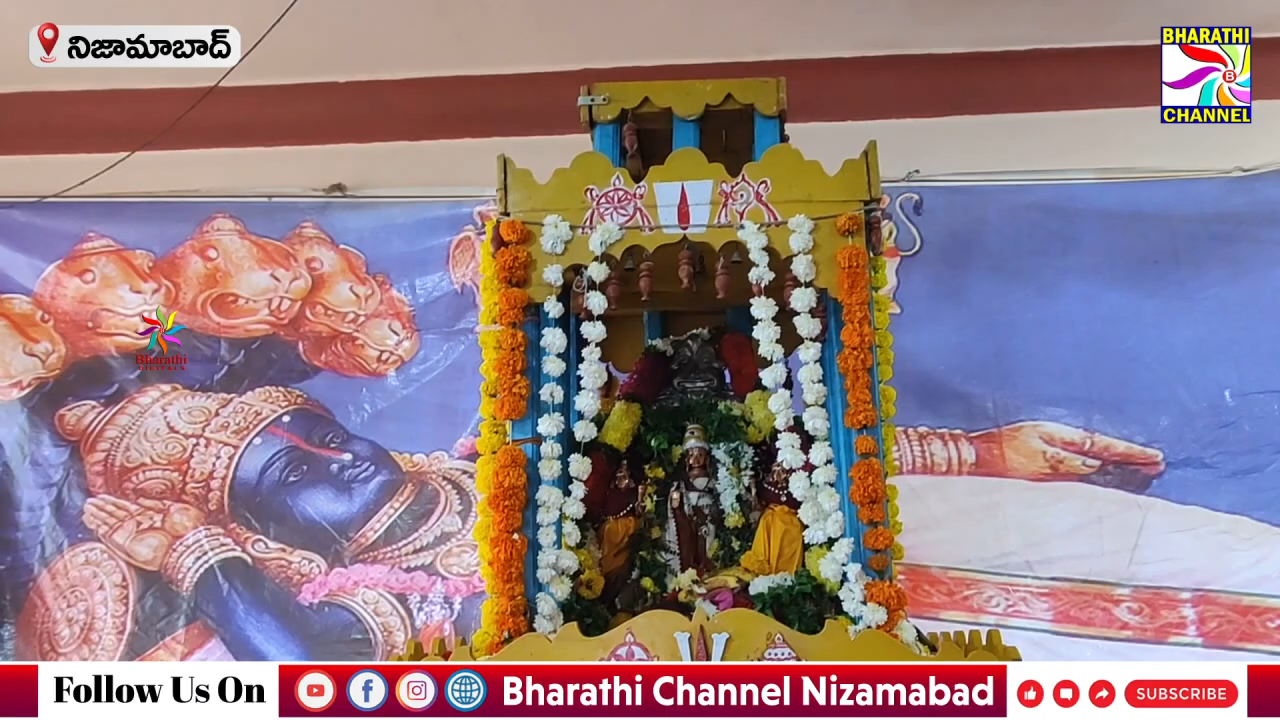 నిజామాబాద్
BHARATHI
B
CHANNEL
Bharathi
Follow Us On
Bharathi Channel Nizamabad
SUBSCRIBE